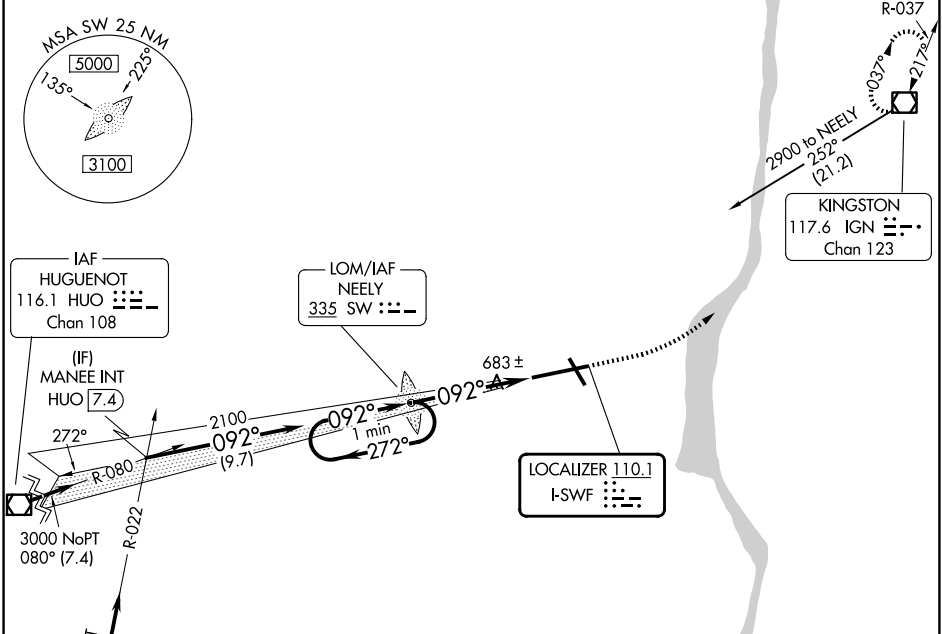 MSA SW 25 NM
5000
135°
225°
3100
R-037
037°
217°
2900 to NEELY
252°
(21.2)
KINGSTON
117.6 IGN
Chan 123
IAF
HUGUENOT
116.1 HUO
Chan 108
LOM/IAF
NEELY
335 SW
(IF)
MANEE INT
HUO 7.4
272°
2100
092°
(9.7)
R-080
092°
1 min
272°
092°
683 ±
LOCALIZER 110.1
I-SWF
3000 NoPT
080° (7.4)
R-022